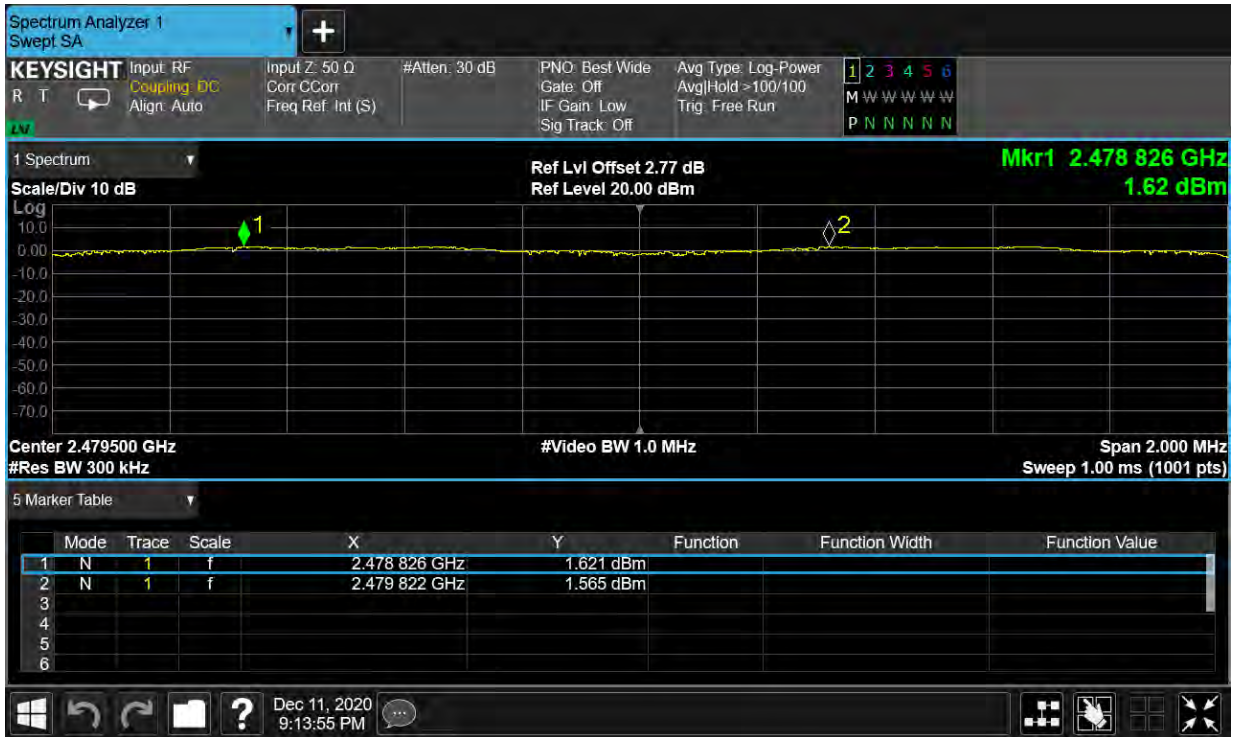 Spectrum Analyzer 1
Swept SA
KEYSIGHT Input: RF Input Z: 50 Ω #Atten: 30 dB PNO: Best Wide Avg Type: Log-Power 1 2 3 4 5 6
R T Coupling: DC Corr CCorr Gate: Off Avg|Hold >100/100 M W W W W W
Align: Auto Freq Ref: Int (S) IF Gain: Low Trig: Free Run P N N N N N
Sig Track: Off
1 Spectrum Ref Lvl Offset 2.77 dB Mkr1 2.478 826 GHz
Scale/Div 10 dB Ref Level 20.00 dBm 1.62 dBm
Log
10.0 1 2
0.00
-10.0
-20.0
-30.0
-40.0
-50.0
-60.0
-70.0
Center 2.479500 GHz #Video BW 1.0 MHz Span 2.000 MHz
#Res BW 300 kHz Sweep 1.00 ms (1001 pts)
5 Marker Table
Mode Trace Scale X Y Function Function Width Function Value
1 N 1 f 2.478 826 GHz 1.621 dBm
2 N 1 f 2.479 822 GHz 1.565 dBm
3
4
5
6
? Dec 11, 2020
9:13:55 PM